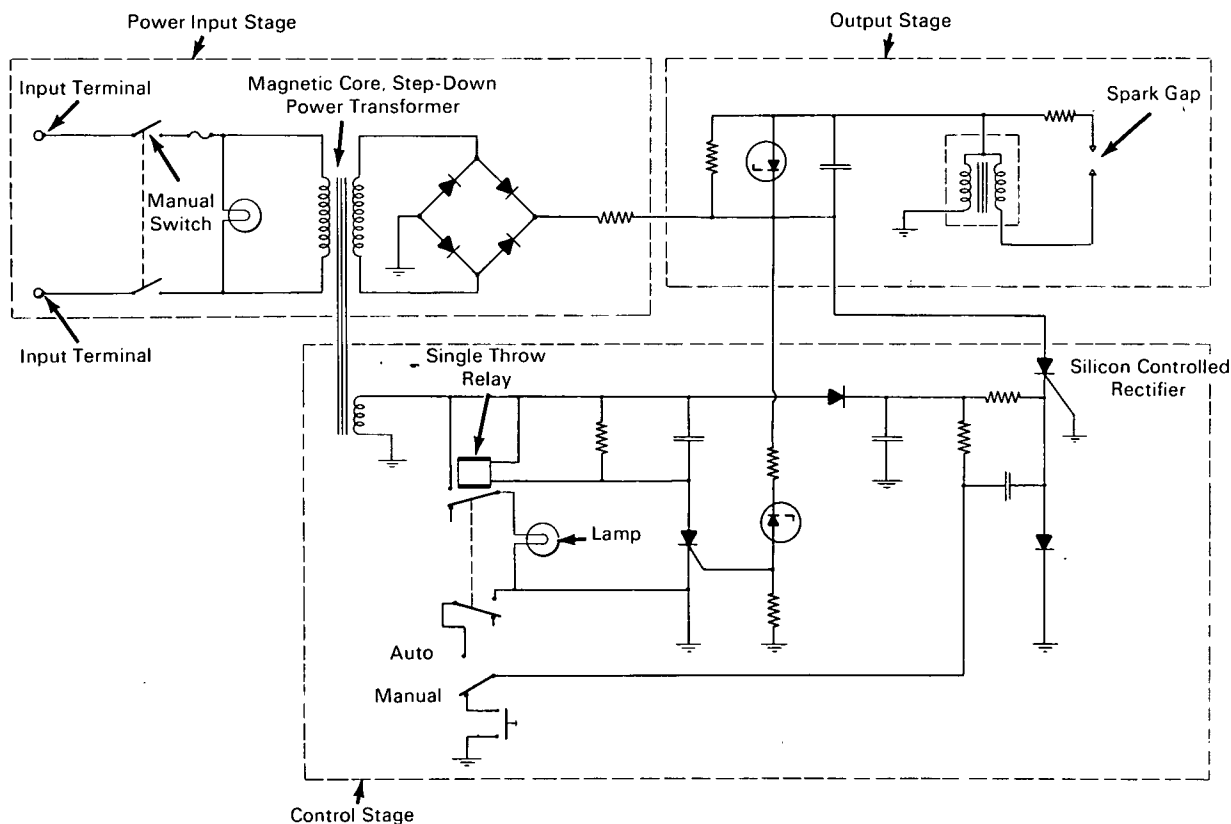 Power Input Stage
Output Stage
Input Terminal
Magnetic Core, Step-Down
Power Transformer
Spark Gap
Manual
Switch
Input Terminal
Single Throw
Relay
Silicon Controlled
Rectifier
Lamp
Auto
Manual
Control Stage